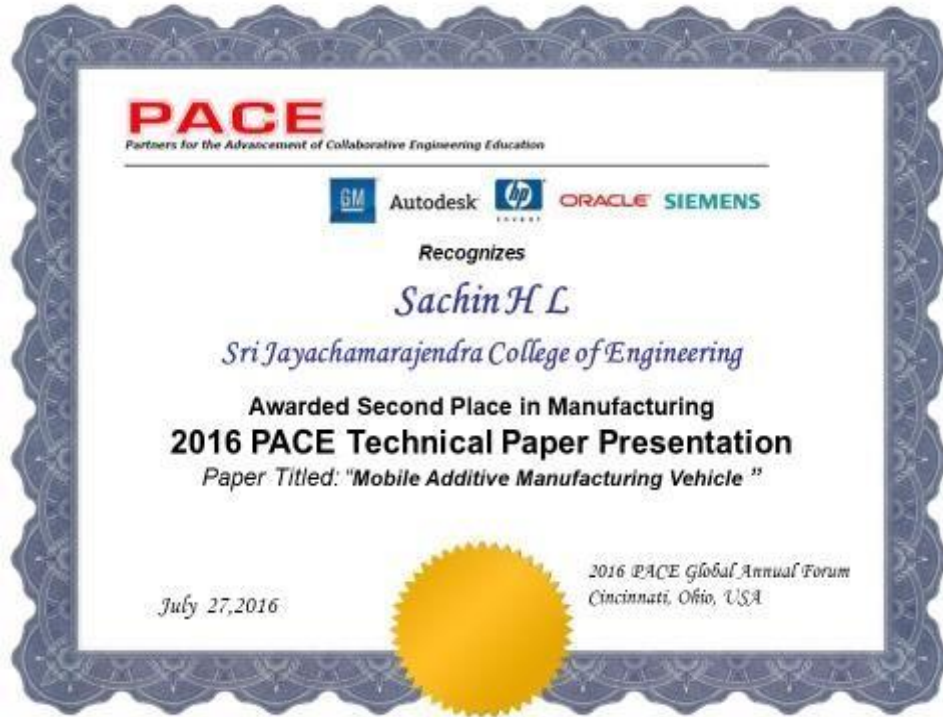 PACE
Partners for the Advancement of Collaborative Engineering Education
GM Autodesk hp ORACLE SIEMENS
invent
Recognizes
Sachin H L
Sri Jayachamarajendra College of Engineering
Awarded Second Place in Manufacturing
2016 PACE Technical Paper Presentation
Paper Titled: "Mobile Additive Manufacturing Vehicle "
2016 PACE Global Annual Forum
July 27,2016
Cincinnati, Ohio, USA